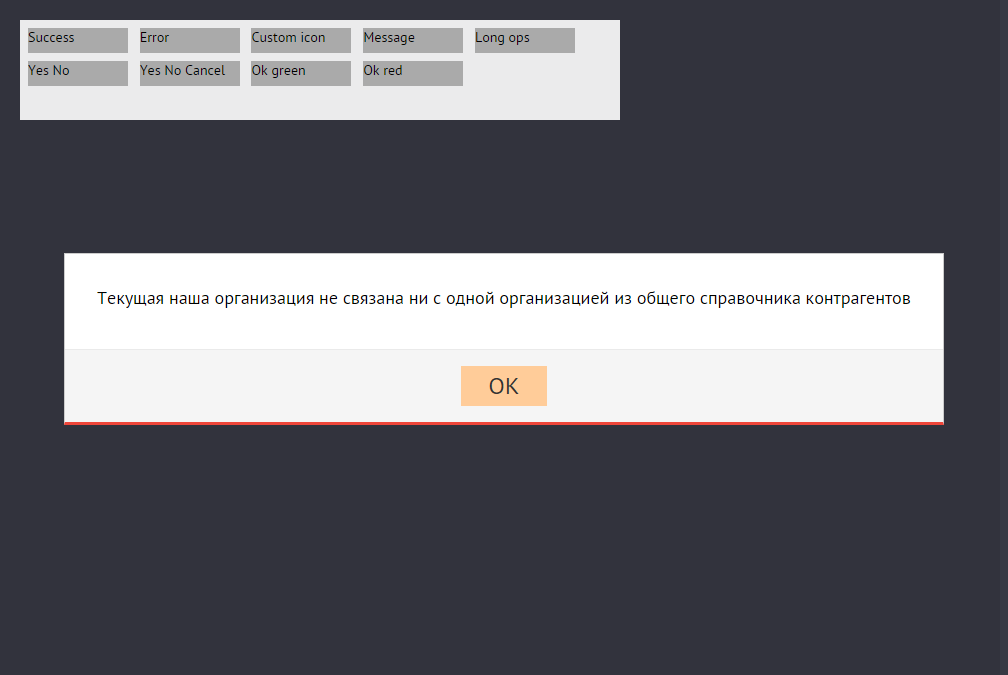 Success Error Custom icon Message Long ops
Yes No Yes No Cancel Ok green Ok red
Текущая наша организация не связана ни с одной организацией из общего справочника контрагентов
ОК